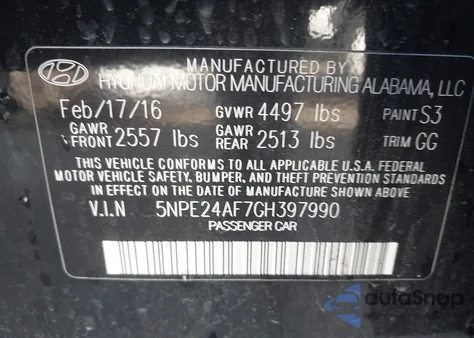 MANUFACTURED BY
HYUNDAI MOTOR MANUFACTURING ALABAMA, LLC
Feb/17/16 GVWR 4497 lbs PAINT S3
GAWR FRONT 2557 lbs GAWR REAR 2513 lbs TRIM GG
THIS VEHICLE CONFORMS TO ALL APPLICABLE FEDERAL
MOTOR VEHICLE SAFETY, BUMPER, AND THEFT PREVENTION
STANDARDS IN EFFECT ON THE DATE OF MANUFACTURE SHOWN ABOVE.
V.I.N 5NPE24AF7GH397990
PASSENGER CAR
autoSnap